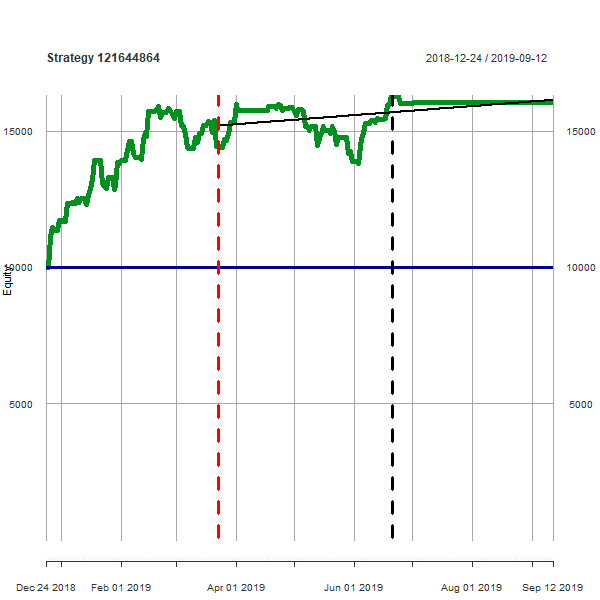 Strategy 121644864
2018-12-24 / 2019-09-12
15000
15000
10000
10000
Equity
5000
5000
Dec 24 2018
Feb 01 2019
Apr 01 2019
Jun 01 2019
Aug 01 2019
Sep 12 2019